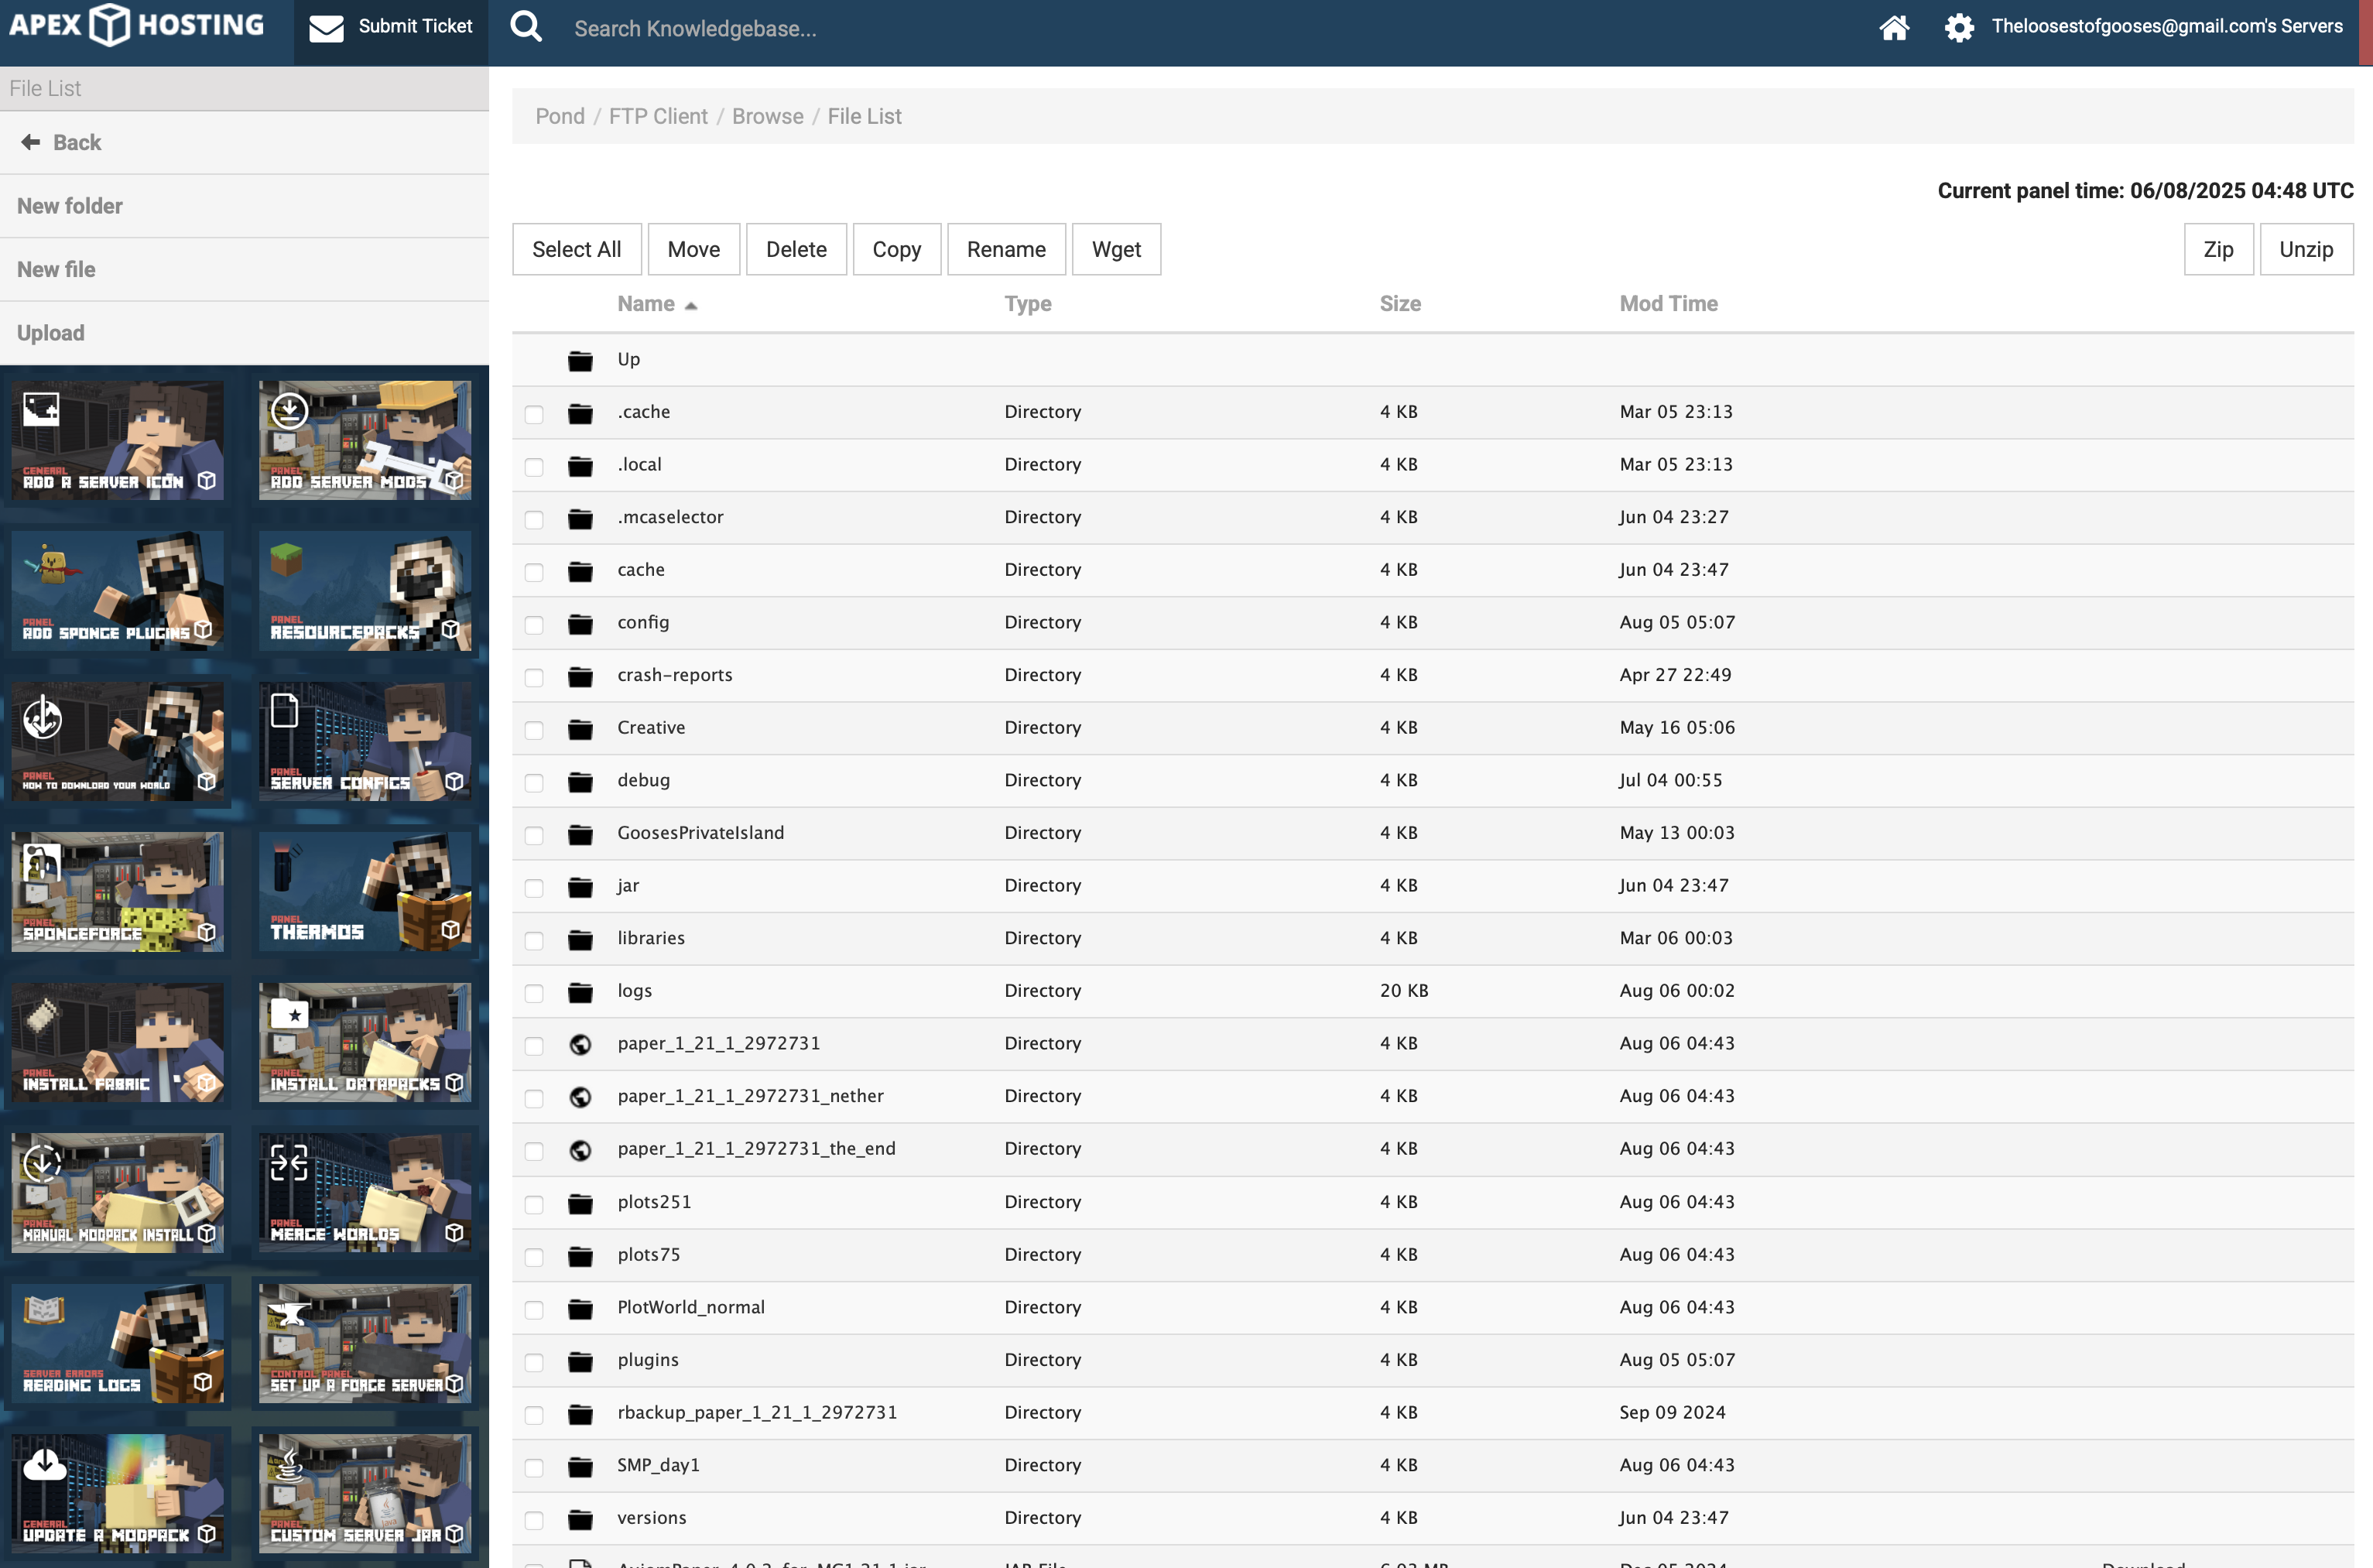 APEX HOSTING
Submit Ticket
Search Knowledgebase...
Theloosestofgooses@gmail.com's Servers
File List
Back
New folder
New file
Upload
GENERAL
ADD A SERVER ICON
PANEL
ADD SERVER MODS
PANEL
ADD SPONGE PLUGINS
PANEL
RESOURCEPACKS
PANEL
HOW TO DOWNLOAD YOUR WORLD
PANEL
SERVER CONFIGS
PANEL
SPONGEFORGE
PANEL
THERMOS
PANEL
INSTALL FABRIC
PANEL
INSTALL DATAPACKS
PANEL
MANUAL MODPACK INSTALL
PANEL
MERGE WORLDS
SERVER ERRORS
READING LOGS
CONTROL PANEL
SET UP A FORGE SERVER
GENERAL
UPDATE A MODPACK
PANEL
CUSTOM SERVER JAR
Pond / FTP Client / Browse / File List
Current panel time: 06/08/2025 04:48 UTC
Select All Move Delete Copy Rename Wget Zip Unzip
Name Type Size Mod Time
Up
.cache Directory 4 KB Mar 05 23:13
.local Directory 4 KB Mar 05 23:13
.mcaselector Directory 4 KB Jun 04 23:27
cache Directory 4 KB Jun 04 23:47
config Directory 4 KB Aug 05 05:07
crash-reports Directory 4 KB Apr 27 22:49
Creative Directory 4 KB May 16 05:06
debug Directory 4 KB Jul 04 00:55
GoosesPrivateIsland Directory 4 KB May 13 00:03
jar Directory 4 KB Jun 04 23:47
libraries Directory 4 KB Mar 06 00:03
logs Directory 20 KB Aug 06 00:02
paper_1_21_1_2972731 Directory 4 KB Aug 06 04:43
paper_1_21_1_2972731_nether Directory 4 KB Aug 06 04:43
paper_1_21_1_2972731_the_end Directory 4 KB Aug 06 04:43
plots251 Directory 4 KB Aug 06 04:43
plots75 Directory 4 KB Aug 06 04:43
PlotWorld_normal Directory 4 KB Aug 06 04:43
plugins Directory 4 KB Aug 05 05:07
rbackup_paper_1_21_1_2972731 Directory 4 KB Sep 09 2024
SMP_day1 Directory 4 KB Aug 06 04:43
versions Directory 4 KB Jun 04 23:47